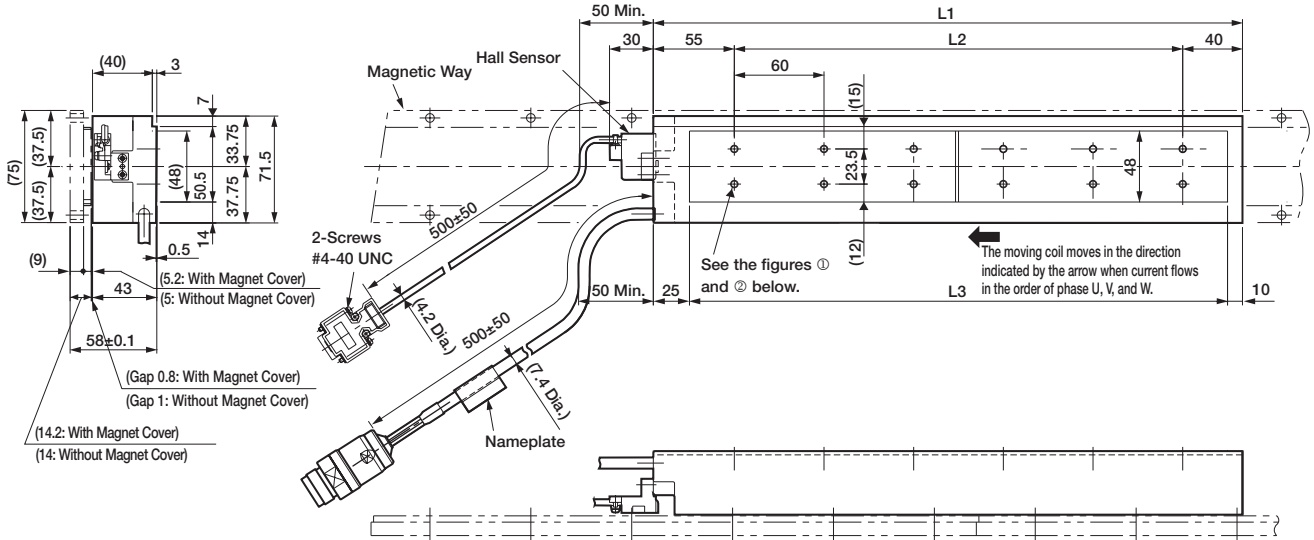 50 Min.
L1
30
55
L2
40
Hall Sensor
60
Magnetic Way
(15)
(40)
3
7
(75)
(37.5)
(37.5)
(48)
50.5
33.75
37.75
71.5
14
0.5
(9)
(5.2: With Magnet Cover)
(5: Without Magnet Cover)
43
58±0.1
(Gap 0.8: With Magnet Cover)
(Gap 1: Without Magnet Cover)
(14.2: With Magnet Cover)
(14: Without Magnet Cover)
23.5
48
(12)
500±50
2-Screws
#4-40 UNC
(4.2 Dia.)
See the figures ①
and ② below.
The moving coil moves in the direction
indicated by the arrow when current flows
in the order of phase U, V, and W.
50 Min.
25
L3
10
500±50
(7.4 Dia.)
Nameplate